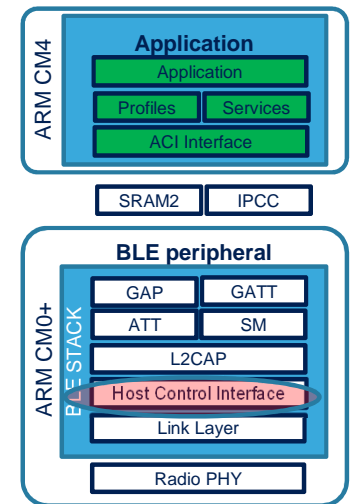 ARM CM4
Application
Application
Profiles Services
ACI Interface
SRAM2 IPCC
ARM CM0+
BLE peripheral
BLE STACK
GAP GATT
ATT SM
L2CAP
Host Control Interface
Link Layer
Radio PHY